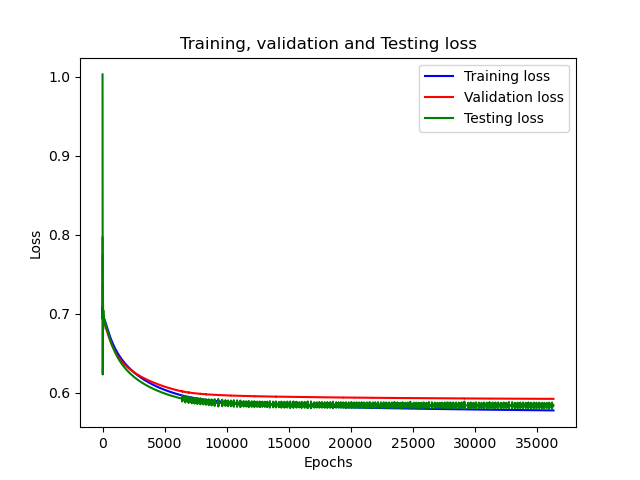 Training, validation and Testing loss
Training loss
Validation loss
Testing loss
1.0
0.9
0.8
0.7
0.6
Loss
0 5000 10000 15000 20000 25000 30000 35000
Epochs